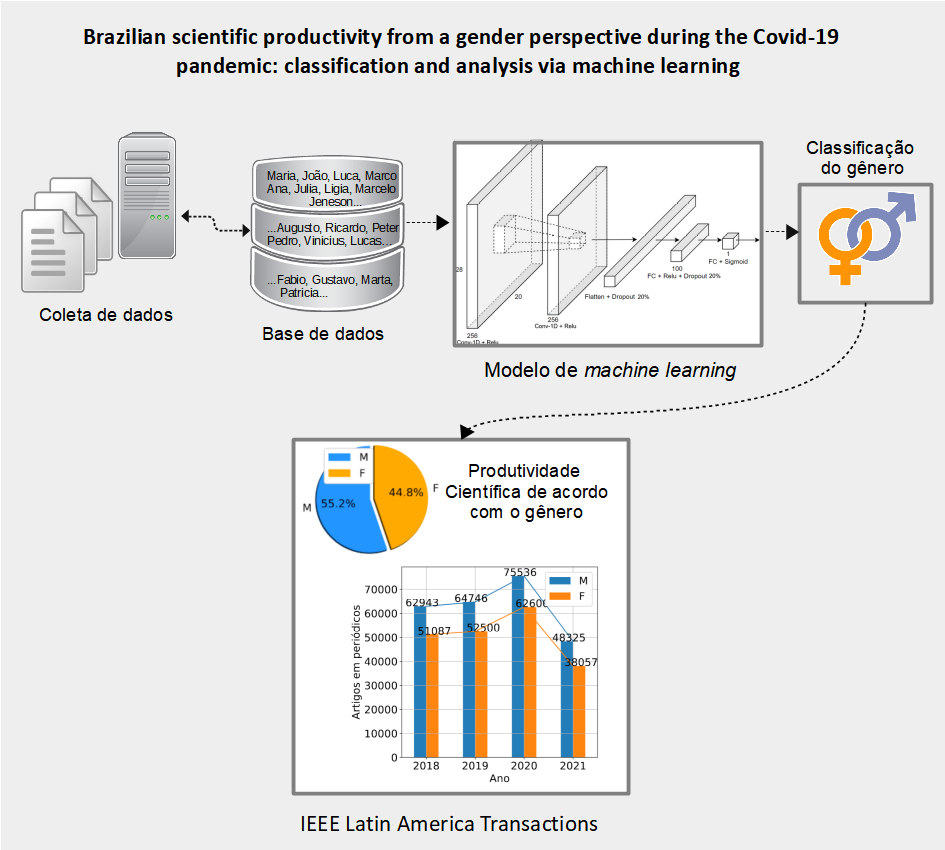 Brazilian scientific productivity from a gender perspective during the Covid-19
pandemic: classification and analysis via machine learning
Coleta de dados
Maria, João, Luca, Marco
Ana, Julia, Ligia, Marcelo
Jeneson...
...Augusto, Ricardo, Peter
Pedro, Vinicius, Lucas...
...Fabio, Gustavo, Marta,
Patricia...
Base de dados
28
20
256
Conv-1D + Relu
256
Conv-1D + Relu
Flatten + Dropout 20%
100
FC + Relu + Dropout 20%
1
FC + Sigmoid
Modelo de machine learning
Classificação
do gênero
M
F
M
55.2%
44.8%
F
Produtividade
Científica de acordo
com o gênero
Artigos em periódicos
70000
60000
50000
40000
30000
20000
10000
0
62943
51087
64746
52500
75536
48325
38057
M
F
2018
2019
2020
2021
Ano
IEEE Latin America Transactions